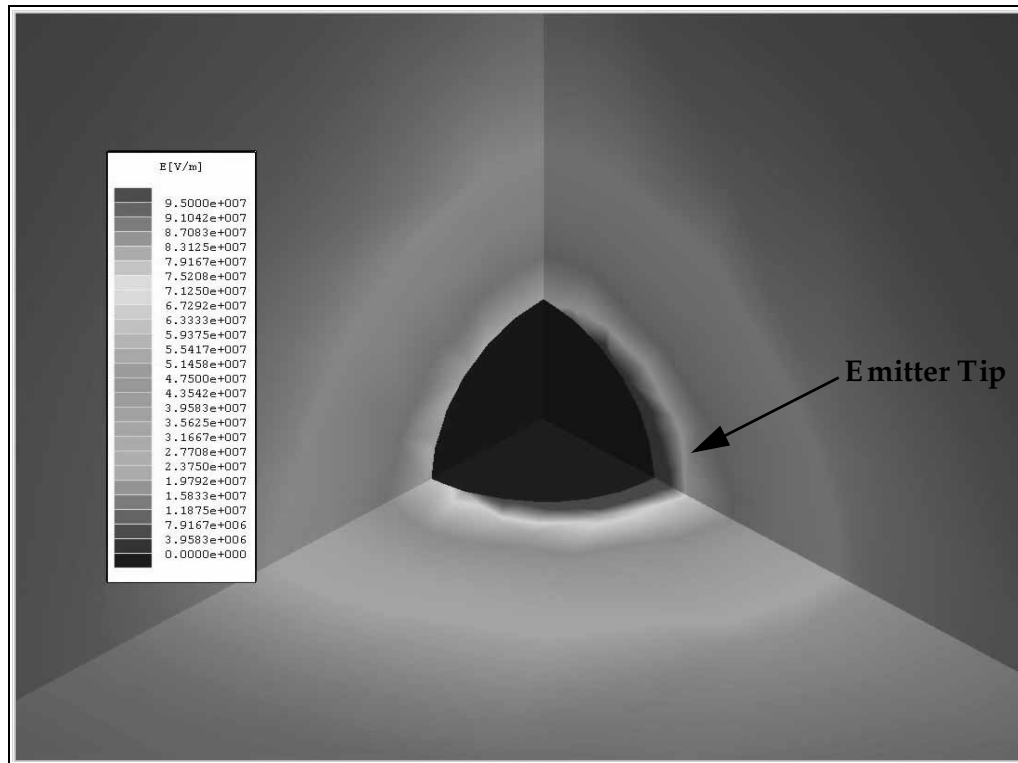 E[V/m]
9.5000e+007
9.1042e+007
8.7083e+007
8.3125e+007
7.9167e+007
7.5208e+007
7.1250e+007
6.7292e+007
6.3333e+007
5.9375e+007
5.5417e+007
5.1458e+007
4.7500e+007
4.3542e+007
3.9583e+007
3.5625e+007
3.1667e+007
2.7708e+007
2.3750e+007
1.9792e+007
1.5833e+007
1.1875e+007
7.9167e+006
3.9583e+006
0.0000e+000
Emitter Tip